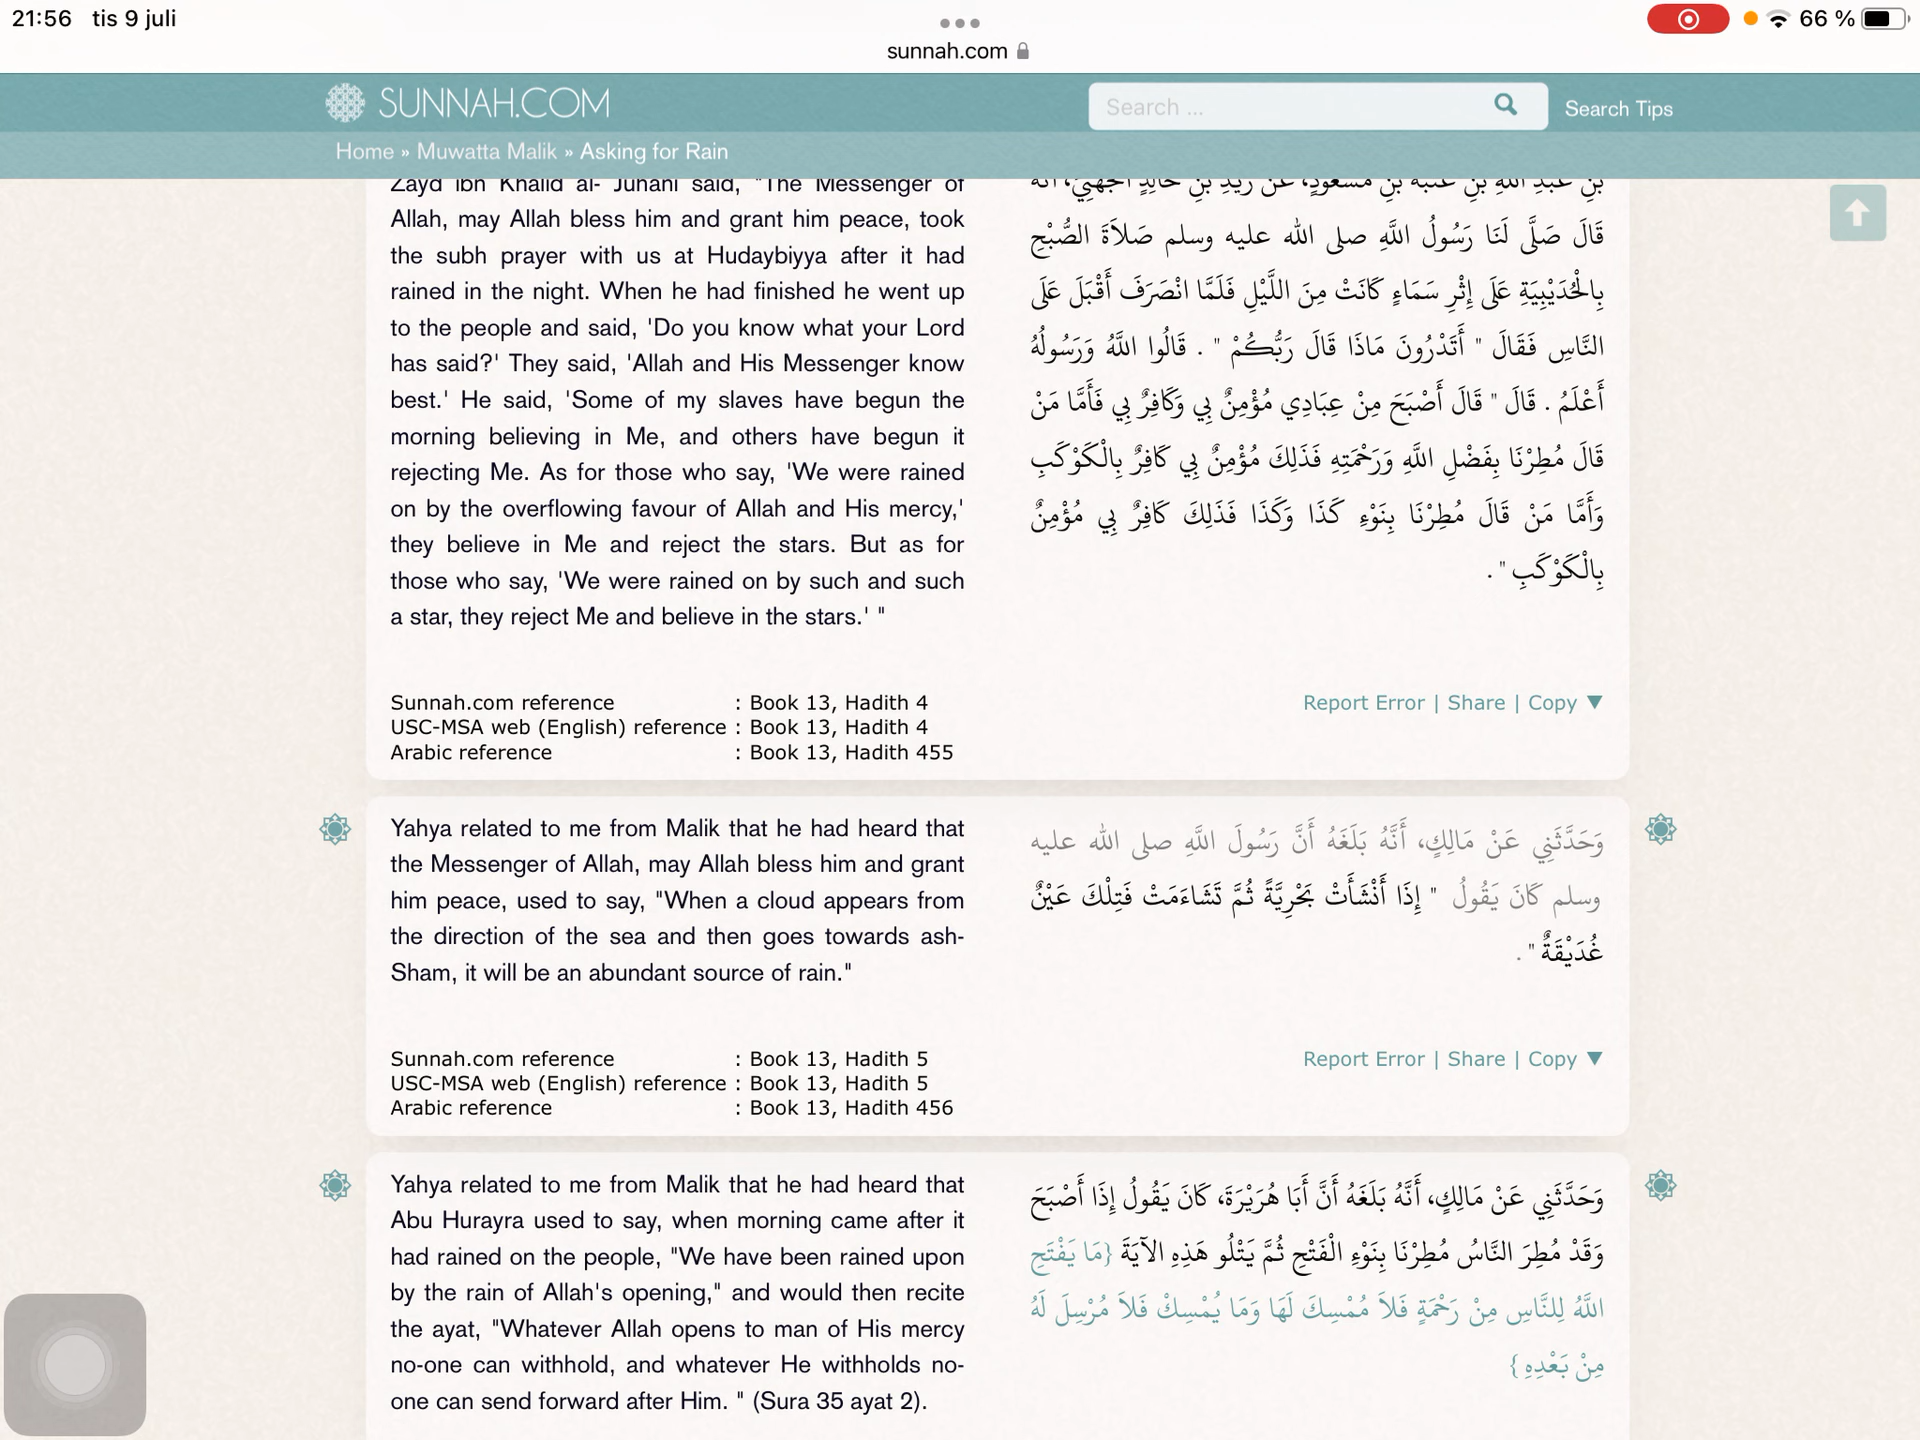 21:56 tis 9 juli
66 %
sunnah.com
SUNNAH.COM
Search ...
Search Tips
Home » Muwatta Malik » Asking for Rain
Zayd ibn Khalid al- Juhani said, "The Messenger of
Allah, may Allah bless him and grant him peace, took
the subh prayer with us at Hudaybiyya after it had
rained in the night. When he had finished he went up
to the people and said, 'Do you know what your Lord
has said?' They said, 'Allah and His Messenger know
best.' He said, 'Some of my slaves have begun the
morning believing in Me, and others have begun it
rejecting Me. As for those who say, 'We were rained
on by the overflowing favour of Allah and His mercy,'
they believe in Me and reject the stars. But as for
those who say, 'We were rained on by such and such
a star, they reject Me and believe in the stars.' "
بْنِ عَبْدِ اللَّهِ بْنِ عُتْبَةَ بْنِ مَسْعُودٍ، عَنْ زَيْدِ بْنِ خَالِدٍ الْجُهَنِيِّ، أَنَّهُ
قَالَ صَلَّى لَنَا رَسُولُ اللَّهِ صلى الله عليه وسلم صَلاَةَ الصُّبْحِ
بِالْحُدَيْبِيَةِ عَلَى إِثْرِ سَمَاءٍ كَانَتْ مِنَ اللَّيْلِ فَلَمَّا انْصَرَفَ أَقْبَلَ عَلَى
النَّاسِ فَقَالَ " أَتَدْرُونَ مَاذَا قَالَ رَبُّكُمْ " . قَالُوا اللَّهُ وَرَسُولُهُ
أَعْلَمُ . قَالَ " قَالَ أَصْبَحَ مِنْ عِبَادِي مُؤْمِنٌ بِي وَكَافِرٌ بِي فَأَمَّا مَنْ
قَالَ مُطِرْنَا بِفَضْلِ اللَّهِ وَرَحْمَتِهِ فَذَلِكَ مُؤْمِنٌ بِي كَافِرٌ بِالْكَوْكَبِ
وَأَمَّا مَنْ قَالَ مُطِرْنَا بِنَوْءِ كَذَا وَكَذَا فَذَلِكَ كَافِرٌ بِي مُؤْمِنٌ
بِالْكَوْكَبِ " .
Sunnah.com reference : Book 13, Hadith 4
USC-MSA web (English) reference : Book 13, Hadith 4
Arabic reference : Book 13, Hadith 455
Report Error | Share | Copy ▼
Yahya related to me from Malik that he had heard that
the Messenger of Allah, may Allah bless him and grant
him peace, used to say, "When a cloud appears from
the direction of the sea and then goes towards ash-
Sham, it will be an abundant source of rain."
وَحَدَّثَنِي عَنْ مَالِكٍ، أَنَّهُ بَلَغَهُ أَنَّ رَسُولَ اللَّهِ صلى الله عليه
وسلم كَانَ يَقُولُ " إِذَا أَنْشَأَتْ بَحْرِيَّةً ثُمَّ تَشَاءَمَتْ فَتِلْكَ عَيْنٌ
غُدَيْقَةٌ " .
Sunnah.com reference : Book 13, Hadith 5
USC-MSA web (English) reference : Book 13, Hadith 5
Arabic reference : Book 13, Hadith 456
Report Error | Share | Copy ▼
Yahya related to me from Malik that he had heard that
Abu Hurayra used to say, when morning came after it
had rained on the people, "We have been rained upon
by the rain of Allah's opening," and would then recite
the ayat, "Whatever Allah opens to man of His mercy
no-one can withhold, and whatever He withholds no-
one can send forward after Him. " (Sura 35 ayat 2).
وَحَدَّثَنِي عَنْ مَالِكٍ، أَنَّهُ بَلَغَهُ أَنَّ أَبَا هُرَيْرَةَ، كَانَ يَقُولُ إِذَا أَصْبَحَ
وَقَدْ مُطِرَ النَّاسُ مُطِرْنَا بِنَوْءِ الْفَتْحِ ثُمَّ يَتْلُو هَذِهِ الآيَةَ {مَا يَفْتَحِ
اللَّهُ لِلنَّاسِ مِنْ رَحْمَةٍ فَلاَ مُمْسِكَ لَهَا وَمَا يُمْسِكْ فَلاَ مُرْسِلَ لَهُ
مِنْ بَعْدِهِ }